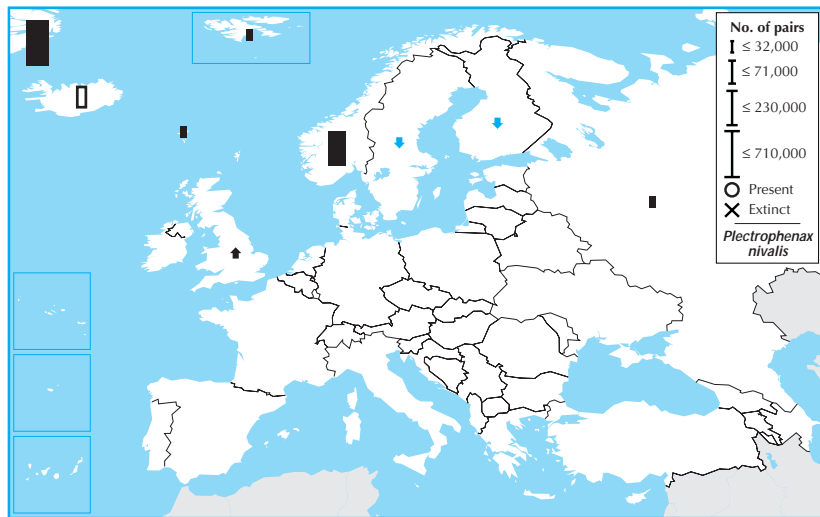 No. of pairs
≤ 32,000
≤ 71,000
≤ 230,000
≤ 710,000
Present
Extinct
Plectrophenax
nivalis